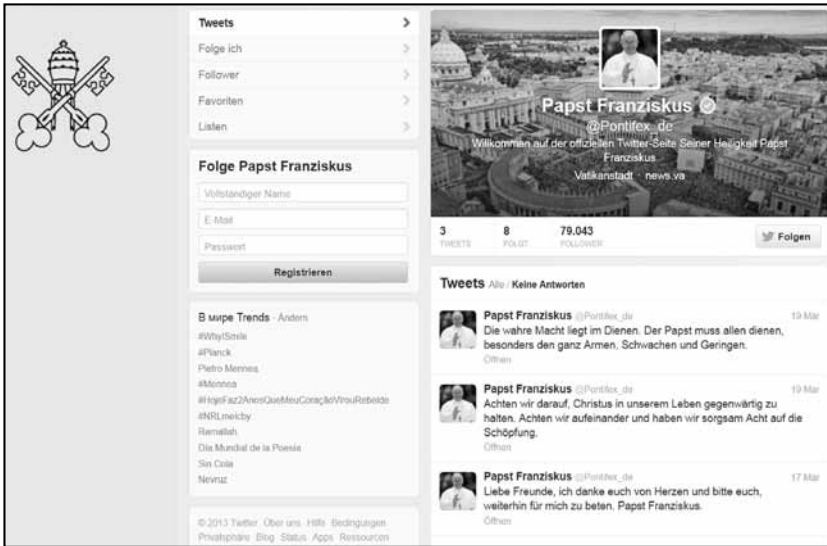 Tweets
Folge ich
Follower
Favoriten
Listen
Folge Papst Franziskus
Vollständiger Name
E-Mail
Passwort
Registrieren
В мире Trends · Ändern
#WhyISmile
#Planck
Pietro Mennea
#Mennea
#HojeFaz2AnosQueMeuCoraçãoVirouRebelde
#NRLmelcby
Ramallah
Dia Mundial de la Poesía
Sin Cola
Nevruz
© 2013 Twitter Über uns Hilfe Bedingungen
Privatsphäre Blog Status Apps Ressourcen
Papst Franziskus
@Pontifex_de
Willkommen auf der offiziellen Twitter-Seite Seiner Heiligkeit Papst
Franziskus
Vatikanstadt · news.va
3
TWEETS
8
FOLGT
79.043
FOLLOWER
Folgen
Tweets Alle / Keine Antworten
Papst Franziskus @Pontifex_de 19 Mär
Die wahre Macht liegt im Dienen. Der Papst muss allen dienen,
besonders den ganz Armen, Schwachen und Geringen.
Öffnen
Papst Franziskus @Pontifex_de 19 Mär
Achten wir darauf, Christus in unserem Leben gegenwärtig zu
halten. Achten wir aufeinander und haben wir sorgsam Acht auf die
Schöpfung.
Öffnen
Papst Franziskus @Pontifex_de 17 Mär
Liebe Freunde, ich danke euch von Herzen und bitte euch,
weiterhin für mich zu beten. Papst Franziskus.
Öffnen